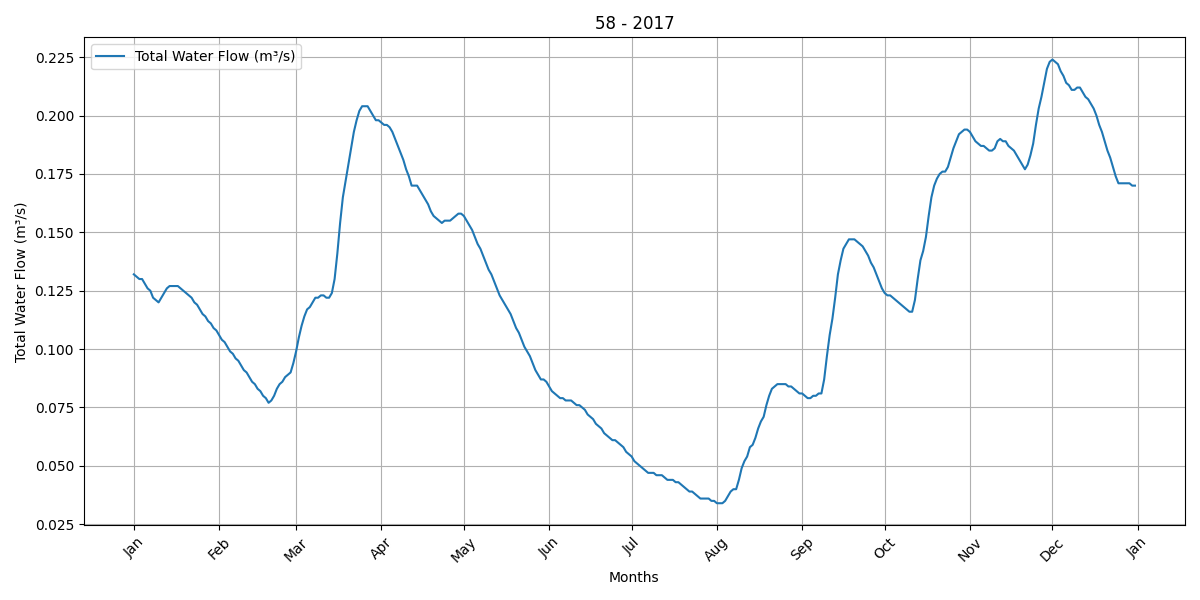 58 - 2017
Total Water Flow (m³/s)
Total Water Flow (m³/s)
0.225
0.200
0.175
0.150
0.125
0.100
0.075
0.050
0.025
Jan
Feb
Mar
Apr
May
Jun
Jul
Aug
Sep
Oct
Nov
Dec
Jan
Months